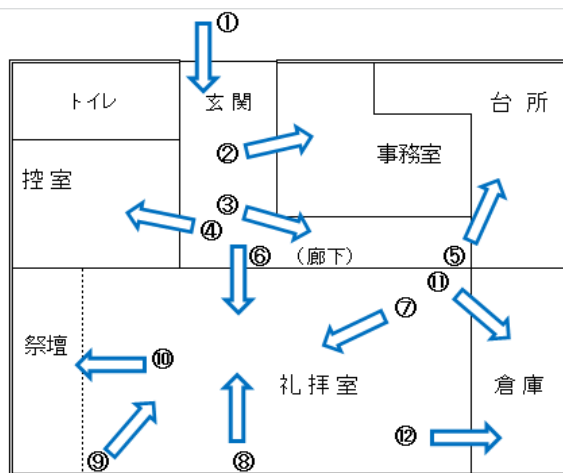 ①
トイレ
玄関
台所
②
事務室
控室
③
④
⑥
（廊下）
⑤
⑪
⑦
祭壇
⑩
礼拝室
倉庫
⑫
⑨
⑧